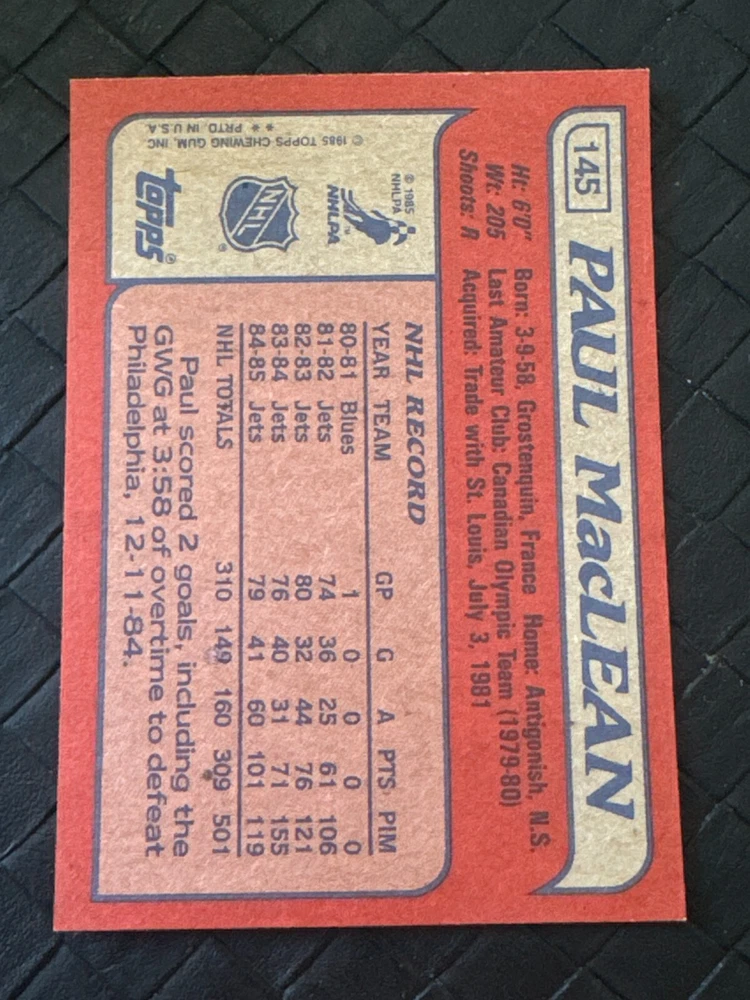 145 PAUL MacLEAN
Ht: 6'0" Born: 3-9-58, Grostenquin, France Home: Antigonish, N.S.
Wt: 205 Last Amateur Club: Canadian Olympic Team (1979-80)
Shoots: R Acquired: Trade with St. Louis, July 3, 1981
© 1985 NHLPA
NHLPA
NHL
topps®
© 1985 TOPPS CHEWING GUM, INC
** PRTD. IN U.S.A.
NHL RECORD
YEAR TEAM GP G A PTS PIM
80-81 Blues 1 0 0 0 0
81-82 Jets 74 36 25 61 106
82-83 Jets 80 32 44 76 121
83-84 Jets 76 40 31 71 155
84-85 Jets 79 41 60 101 119
NHL TOTALS 310 149 160 309 501
Paul scored 2 goals, including the
GWG at 3:58 of overtime to defeat
Philadelphia, 12-11-84.